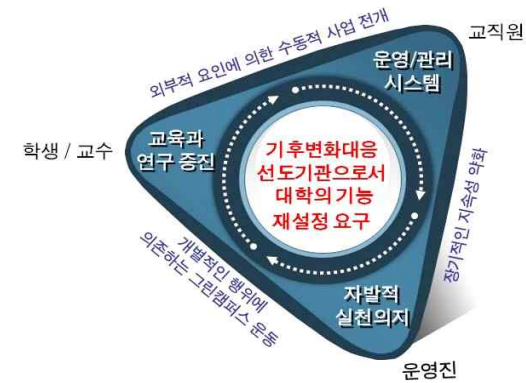 외부적 요인에 의한 수동적 사업 전개
교직원
운영/관리
시스템
학생 / 교수
교육과
연구 증진
기후변화대응
선도기관으로서
대학의 기능
재설정 요구
장기적인 지속성 악화
개별적인 행위에
의존하는 그린캠퍼스 운동
자발적
실천의지
운영진